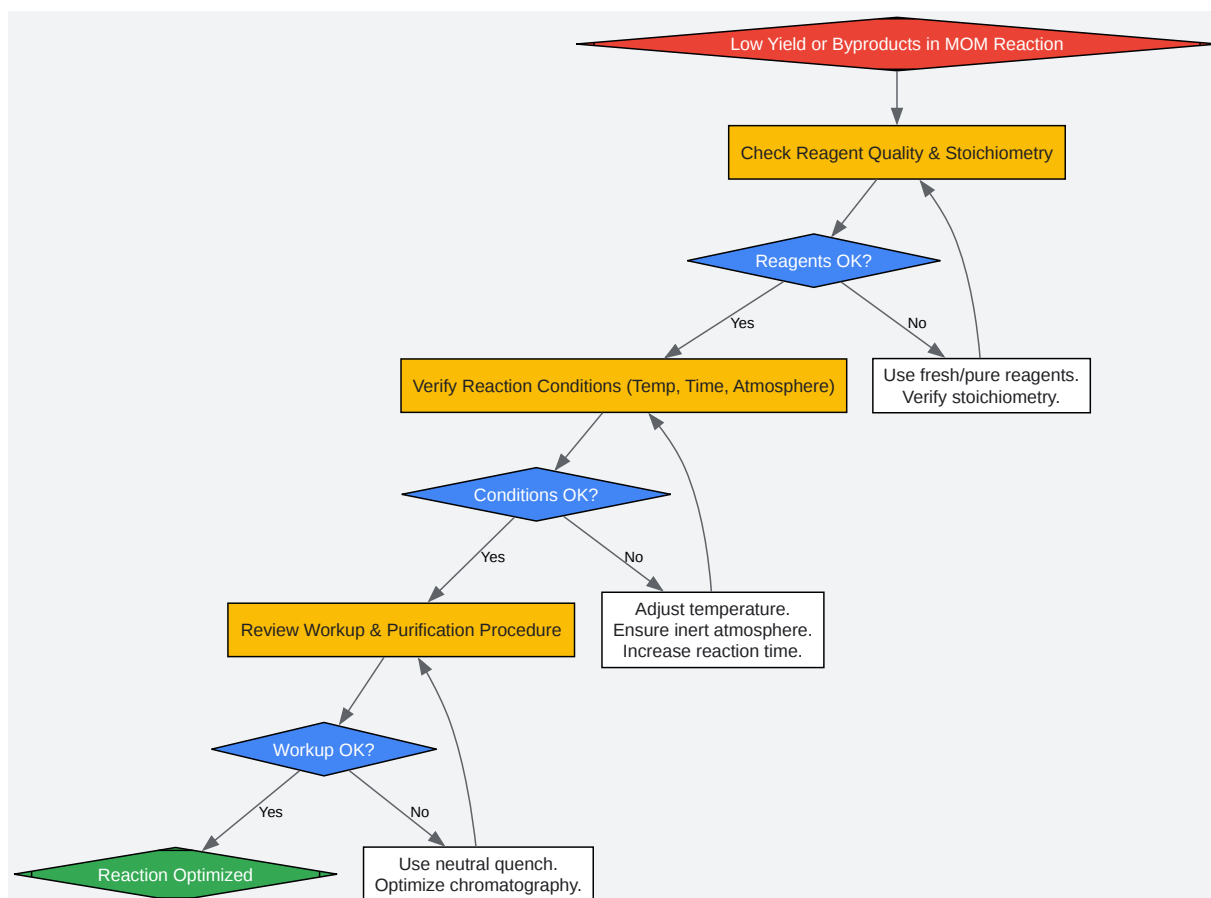 Low Yield or Byproducts in MOM Reaction
Check Reagent Quality & Stoichiometry
Reagents OK?
Yes
No
Verify Reaction Conditions (Temp, Time, Atmosphere)
Use fresh/pure reagents.
Verify stoichiometry.
Conditions OK?
Yes
No
Review Workup & Purification Procedure
Adjust temperature.
Ensure inert atmosphere.
Increase reaction time.
Workup OK?
Yes
No
Reaction Optimized
Use neutral quench.
Optimize chromatography.